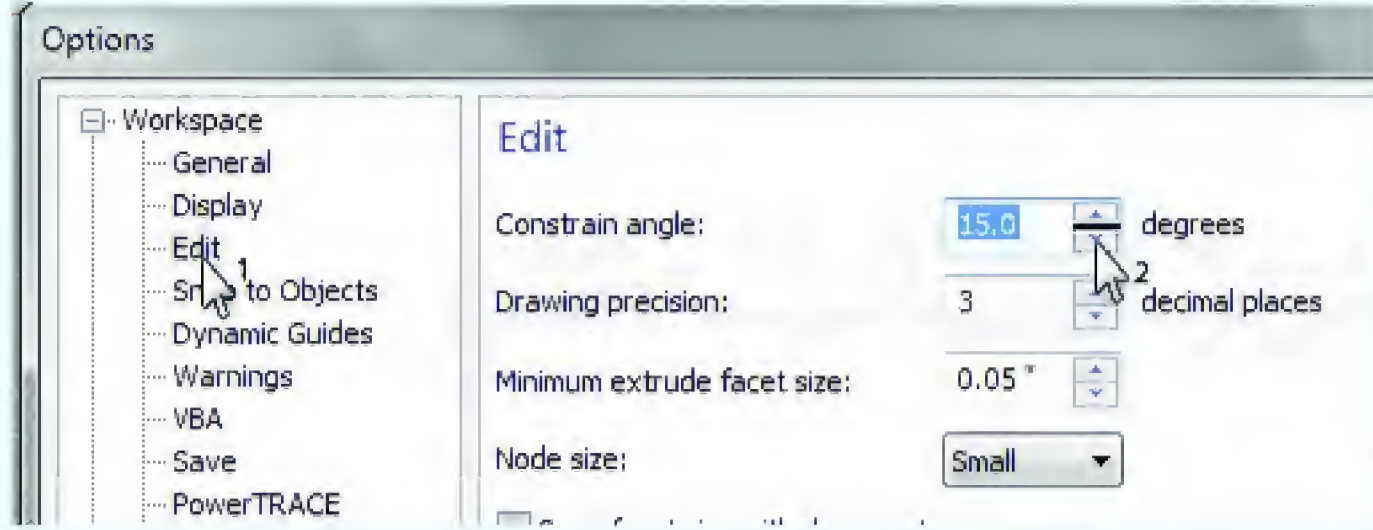 Options
Workspace
General
Display
Edit
1
to Objects
Dynamic Guides
Warnings
VBA
Save
PowerTRACE
Edit
Constrain angle: 15.0 degrees
2
Drawing precision: 3 decimal places
Minimum extrude facet size: 0.05 "
Node size: Small